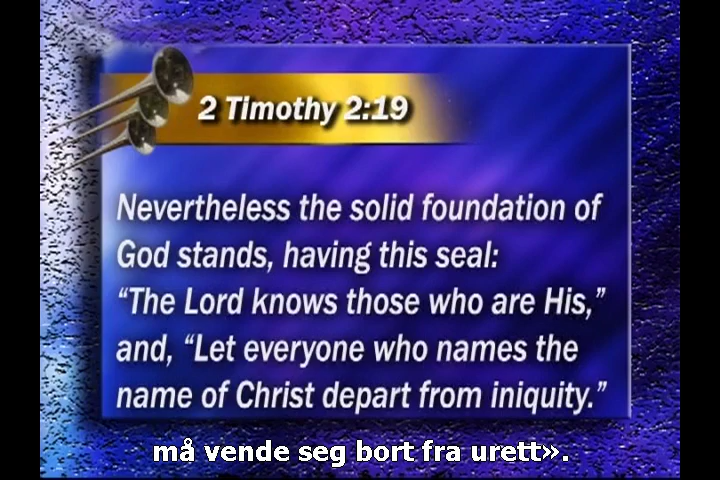 2 Timothy 2:19
Nevertheless the solid foundation of
God stands, having this seal:
“The Lord knows those who are His,”
and, “Let everyone who names the
name of Christ depart from iniquity.”
må vende seg bort fra urett».